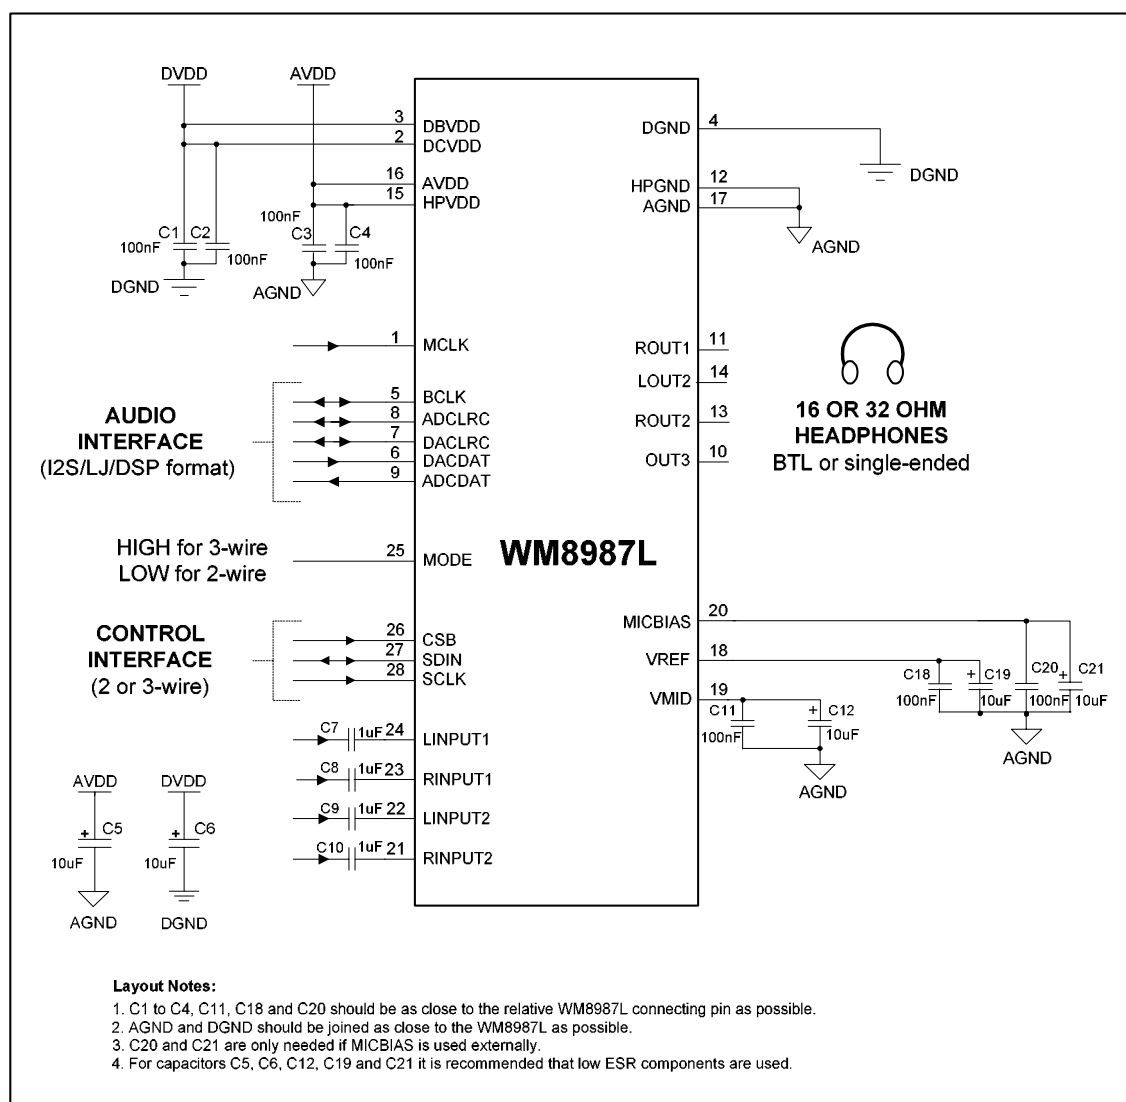 DVDD
AVDD
3
DBVDD
2
DCVDD
16
AVDD
15
HPVDD
100nF
C1
C2
C3
C4
100nF
100nF
100nF
DGND
AGND
4
DGND
DGND
12
HPGND
17
AGND
AGND
1
MCLK
AUDIO
INTERFACE
(I2S/LJ/DSP format)
5
BCLK
8
ADCLRC
7
DACLRC
6
DACDAT
9
ADCDAT
11
ROUT1
14
LOUT2
13
ROUT2
10
OUT3
16 OR 32 OHM
HEADPHONES
BTL or single-ended
HIGH for 3-wire
LOW for 2-wire
25
MODE
WM8987L
CONTROL
INTERFACE
(2 or 3-wire)
26
CSB
27
SDIN
28
SCLK
20
MICBIAS
18
VREF
19
VMID
C18
100nF
+
C19
10uF
C20
100nF
+
C21
10uF
AGND
C11
100nF
+
C12
10uF
AGND
C7
1uF
24
LINPUT1
C8
1uF
23
RINPUT1
C9
1uF
22
LINPUT2
C10
1uF
21
RINPUT2
AVDD
+
C5
10uF
AGND
DVDD
+
C6
10uF
DGND
Layout Notes:
1. C1 to C4, C11, C18 and C20 should be as close to the relative WM8987L connecting pin as possible.
2. AGND and DGND should be joined as close to the WM8987L as possible.
3. C20 and C21 are only needed if MICBIAS is used externally.
4. For capacitors C5, C6, C12, C19 and C21 it is recommended that low ESR components are used.